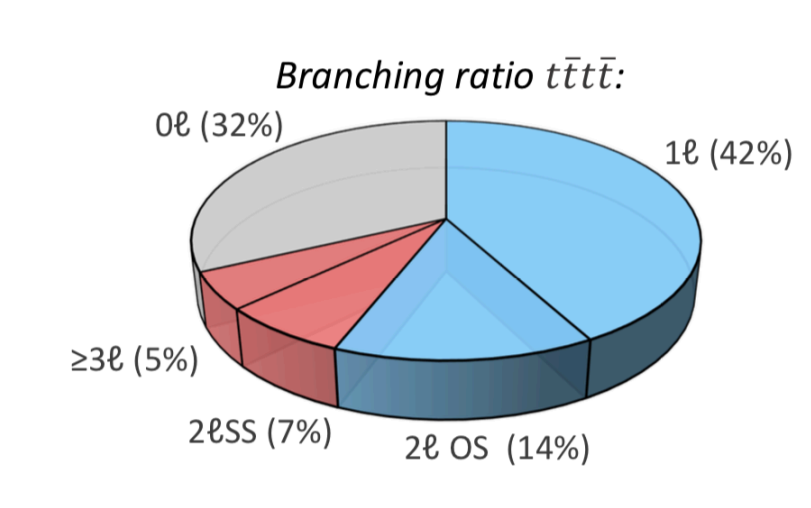 Branching ratio tt̄tt̄:
0ℓ (32%)
1ℓ (42%)
≥3ℓ (5%)
2ℓSS (7%)
2ℓ OS (14%)